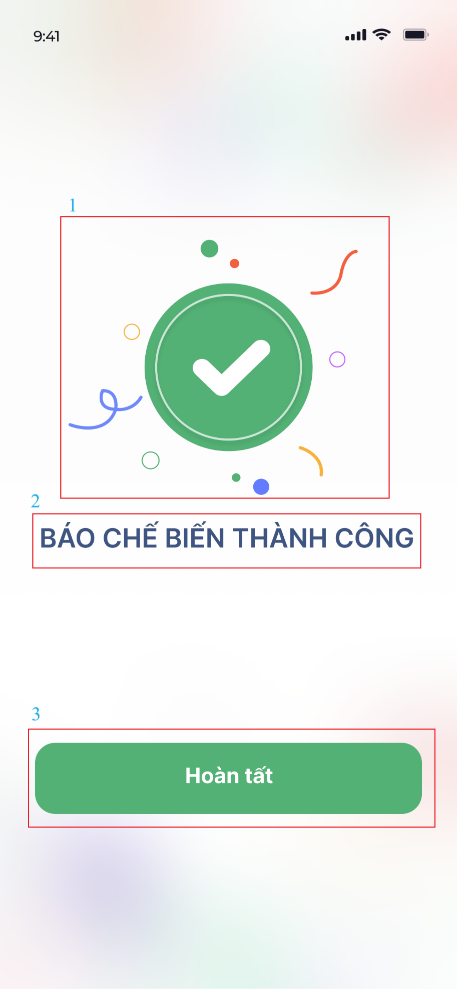 9:41
1
2
BÁO CHẾ BIẾN THÀNH CÔNG
3
Hoàn tất